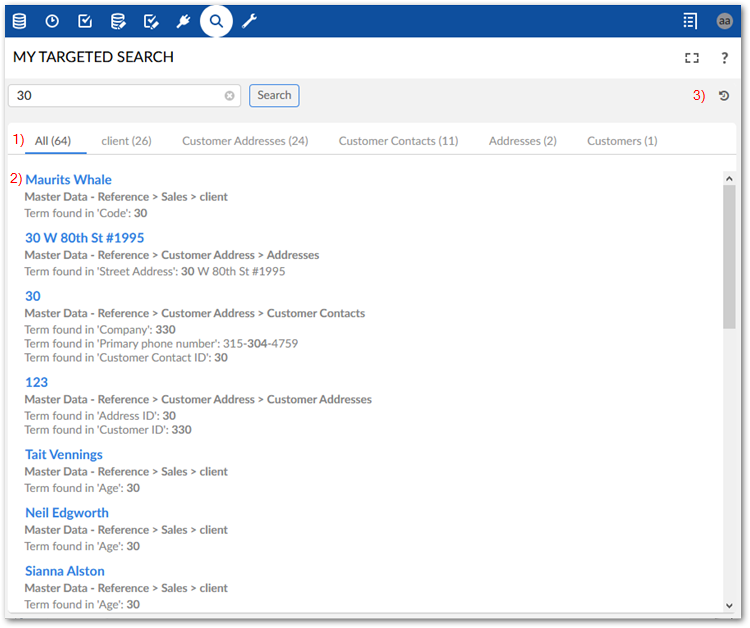 aa
MY TARGETED SEARCH
?
30
Search
3)
1) All (64) client (26) Customer Addresses (24) Customer Contacts (11) Addresses (2) Customers (1)
2) Maurits Whale
Master Data - Reference > Sales > client
Term found in 'Code': 30
30 W 80th St #1995
Master Data - Reference > Customer Address > Addresses
Term found in 'Street Address': 30 W 80th St #1995
30
Master Data - Reference > Customer Address > Customer Contacts
Term found in 'Company': 330
Term found in 'Primary phone number': 315-304-4759
Term found in 'Customer Contact ID': 30
123
Master Data - Reference > Customer Address > Customer Addresses
Term found in 'Address ID': 30
Term found in 'Customer ID': 330
Tait Vennings
Master Data - Reference > Sales > client
Term found in 'Age': 30
Neil Edgworth
Master Data - Reference > Sales > client
Term found in 'Age': 30
Sianna Alston
Master Data - Reference > Sales > client
Term found in 'Age': 30